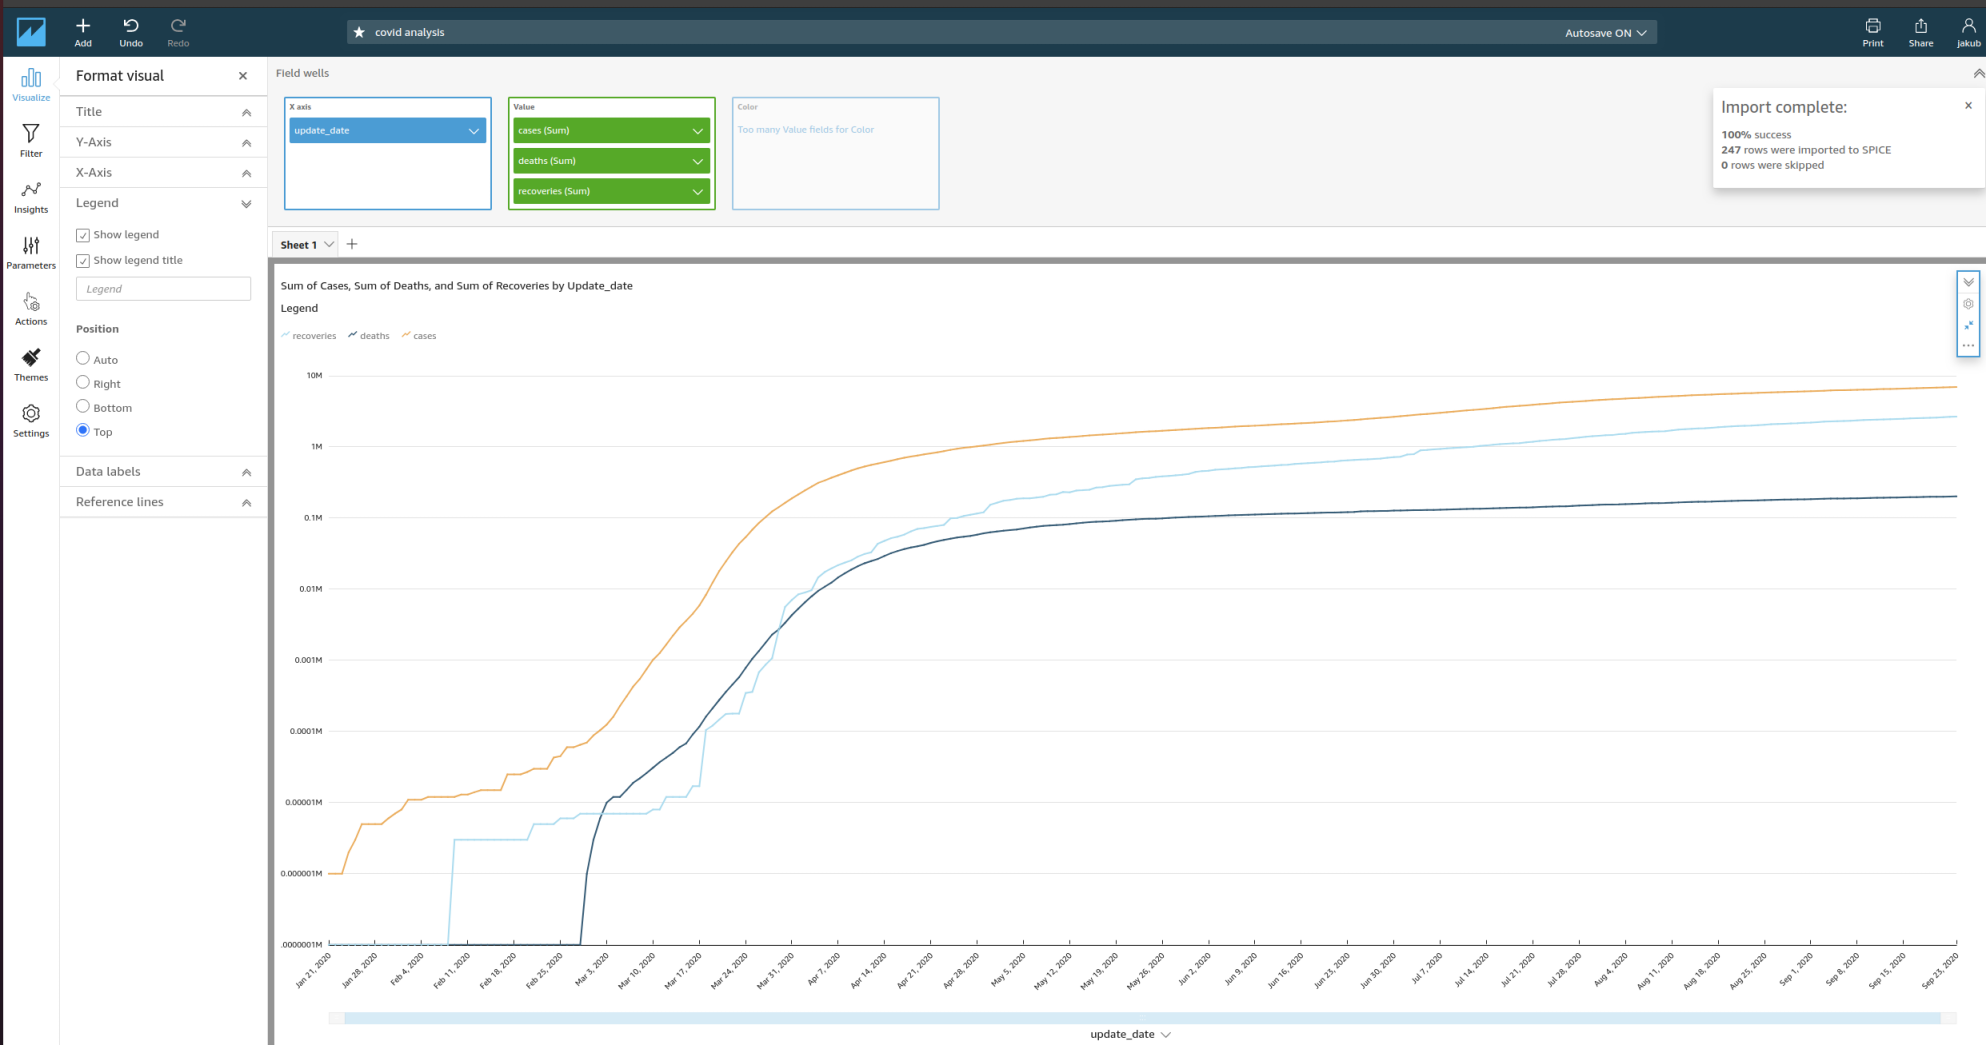 Add
Undo
Redo
covid analysis
Autosave ON
Print
Share
jakub
Visualize
Filter
Insights
Parameters
Actions
Themes
Settings
Format visual
Title
Y-Axis
X-Axis
Legend
Show legend
Show legend title
Legend
Position
Auto
Right
Bottom
Top
Data labels
Reference lines
Field wells
X axis
update_date
Value
cases (Sum)
deaths (Sum)
recoveries (Sum)
Color
Too many Value fields for Color
Import complete:
100% success
247 rows were imported to SPICE
0 rows were skipped
Sheet 1
Sum of Cases, Sum of Deaths, and Sum of Recoveries by Update_date
Legend
recoveries deaths cases
10M
1M
0.1M
0.01M
0.001M
0.0001M
0.00001M
0.000001M
.0000001M
Jan 21, 2020
Jan 28, 2020
Feb 4, 2020
Feb 11, 2020
Feb 18, 2020
Feb 25, 2020
Mar 3, 2020
Mar 10, 2020
Mar 17, 2020
Mar 24, 2020
Mar 31, 2020
Apr 7, 2020
Apr 14, 2020
Apr 21, 2020
Apr 28, 2020
May 5, 2020
May 12, 2020
May 19, 2020
May 26, 2020
Jun 2, 2020
Jun 9, 2020
Jun 16, 2020
Jun 23, 2020
Jun 30, 2020
Jul 7, 2020
Jul 14, 2020
Jul 21, 2020
Jul 28, 2020
Aug 4, 2020
Aug 11, 2020
Aug 18, 2020
Aug 25, 2020
Sep 1, 2020
Sep 8, 2020
Sep 15, 2020
Sep 23, 2020
update_date